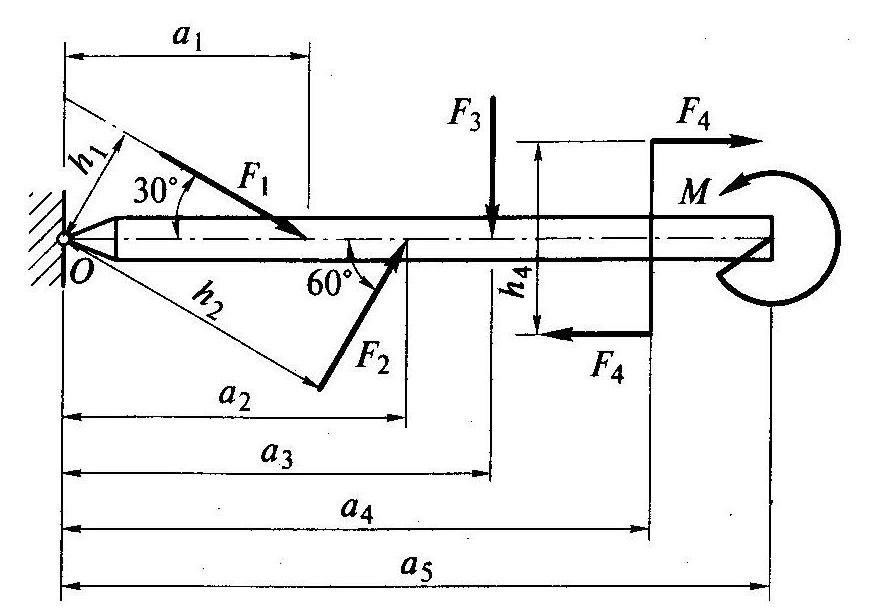 a₁
F₃
F₄
h₁
30°
F₁
M
O
h₂
60°
h₄
F₂
F₄
a₂
a₃
a₄
a₅